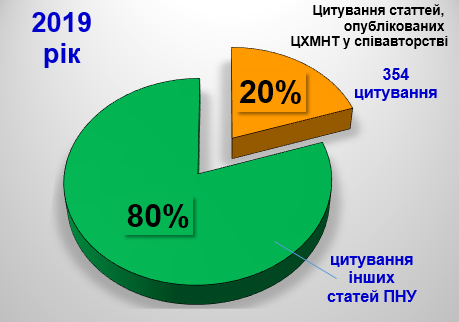 2019
рік
Цитування статтей,
опублікованих
ЦХМНТ у співавторстві
354
цитування
20%
80%
цитування
інших
статей ПНУ